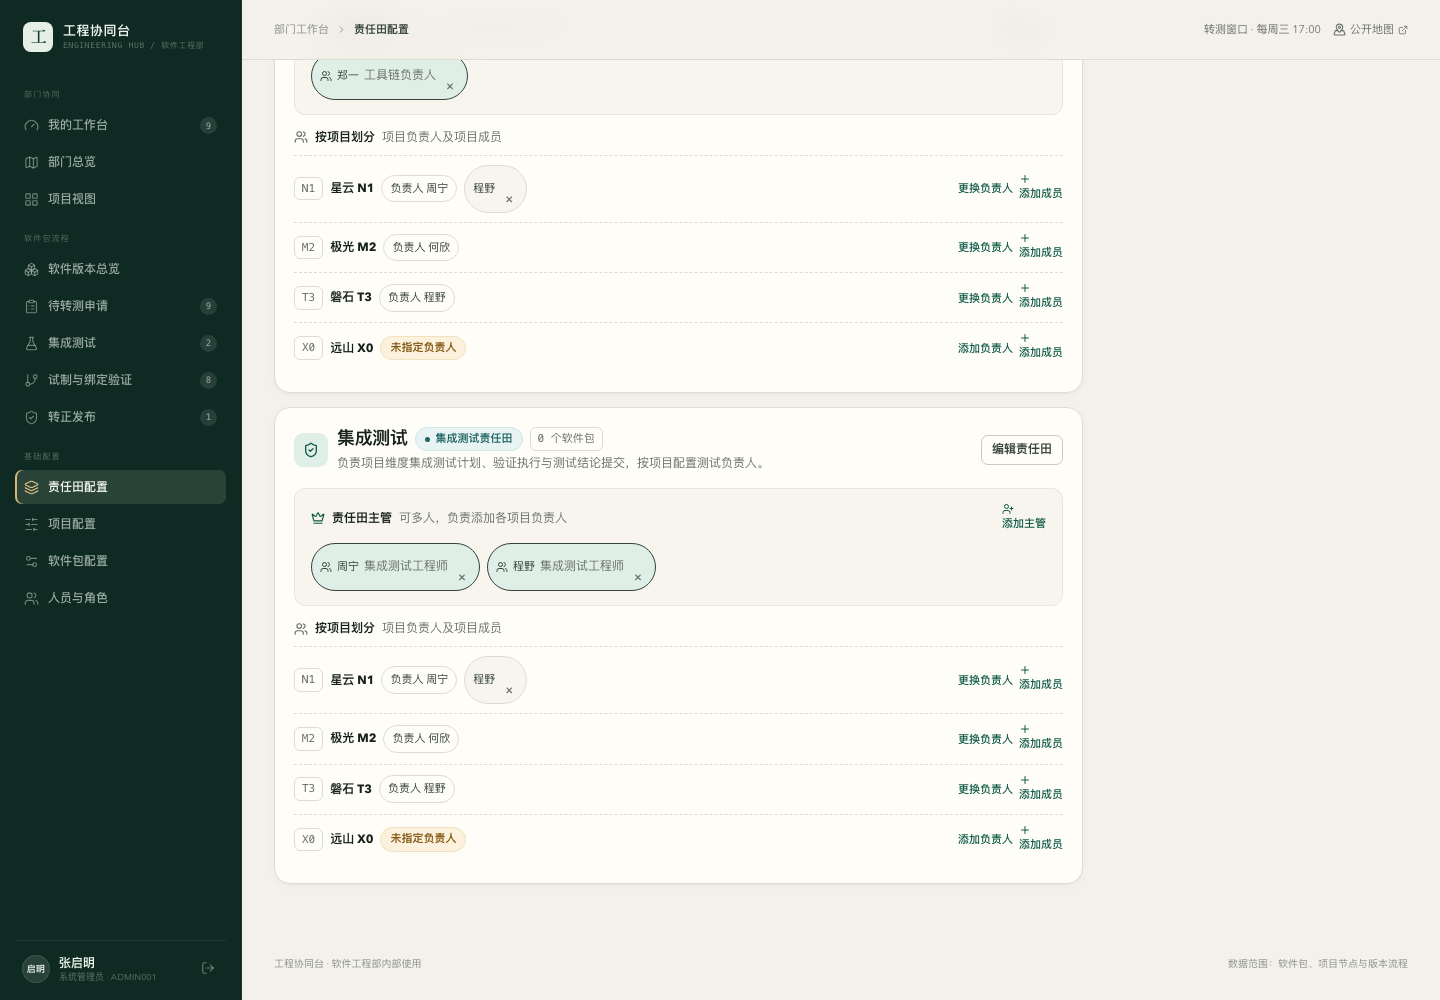 工 工程协同台
ENGINEERING HUB / 软件工程部
部门协同
我的工作台 9
部门总览
项目视图
软件包流程
软件版本总览
待转测申请 9
集成测试 2
试制与绑定验证 8
转正发布 1
基础配置
责任田配置
项目配置
软件包配置
人员与角色
启明 张启明
系统管理员 · ADMIN001
部门工作台 > 责任田配置
转测窗口 · 每周三 17:00 公开地图
郑一 工具链负责人 ×
按项目划分 项目负责人及项目成员
N1 星云 N1 负责人 周宁 程野 × 更换负责人 + 添加成员
M2 极光 M2 负责人 何欣 更换负责人 + 添加成员
T3 磐石 T3 负责人 程野 更换负责人 + 添加成员
X0 远山 X0 未指定负责人 添加负责人 + 添加成员
集成测试 集成测试责任田 0 个软件包
负责项目维度集成测试计划、验证执行与测试结论提交，按项目配置测试负责人。
编辑责任田
责任田主管 可多人，负责添加各项目负责人
添加主管
周宁 集成测试工程师 × 程野 集成测试工程师 ×
按项目划分 项目负责人及项目成员
N1 星云 N1 负责人 周宁 程野 × 更换负责人 + 添加成员
M2 极光 M2 负责人 何欣 更换负责人 + 添加成员
T3 磐石 T3 负责人 程野 更换负责人 + 添加成员
X0 远山 X0 未指定负责人 添加负责人 + 添加成员
工程协同台 · 软件工程部内部使用
数据范围：软件包、项目节点与版本流程